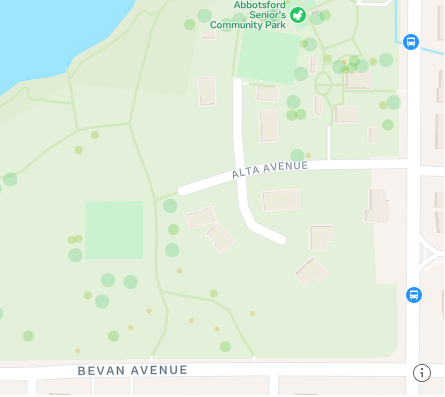 Abbotsford
Senior's
Community Park
ALTA AVENUE
BEVAN AVENUE